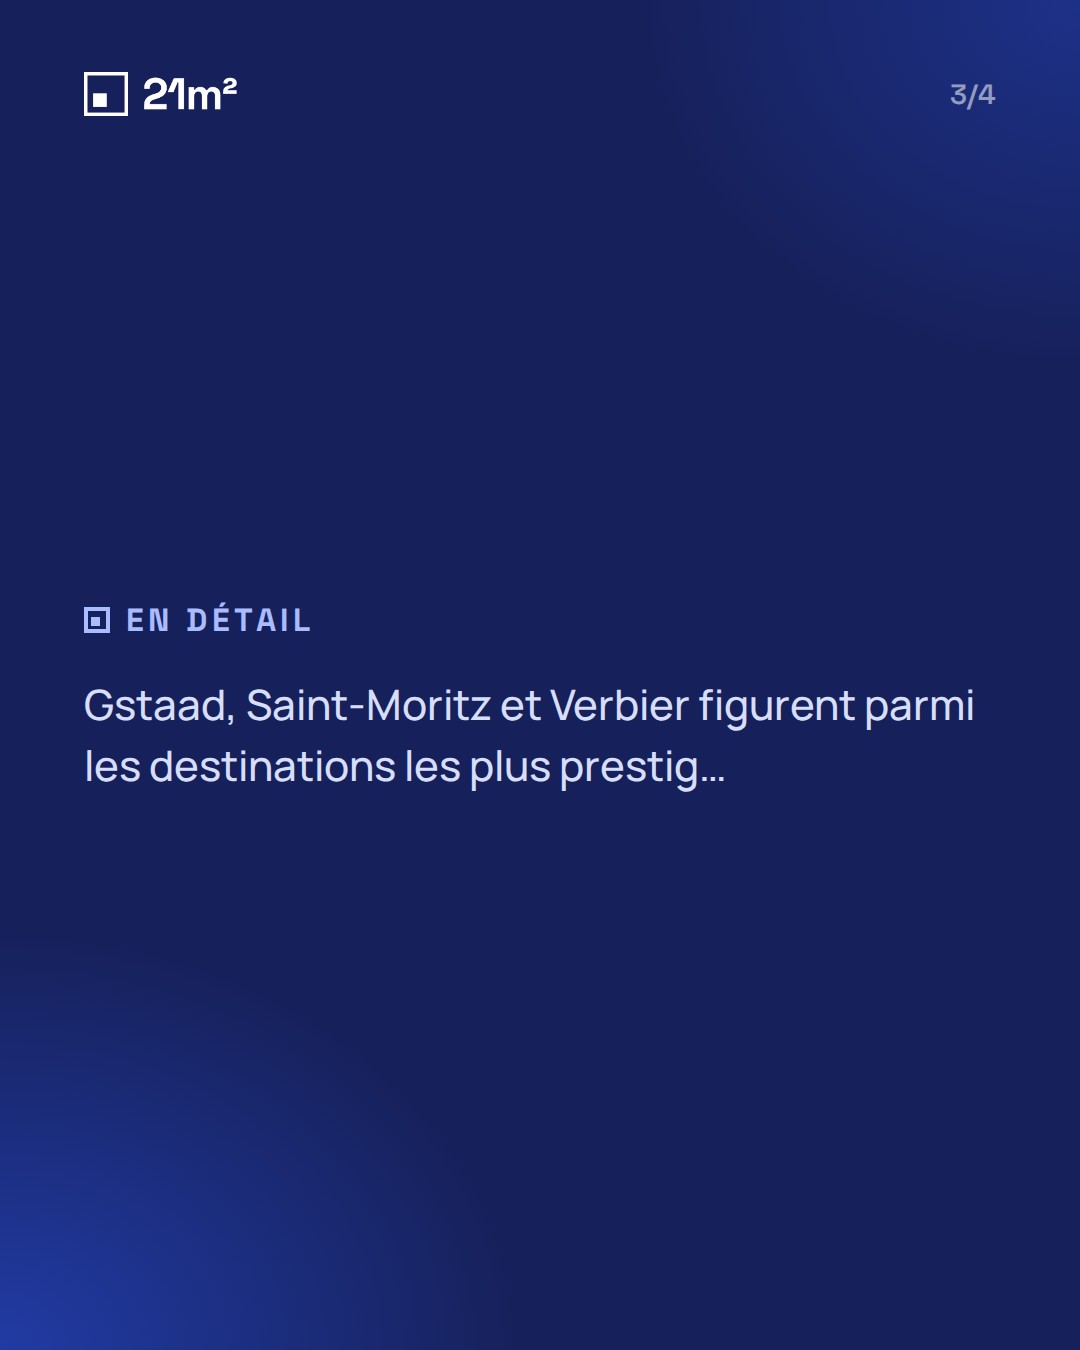 21m²
3/4
EN DÉTAIL
Gstaad, Saint-Moritz et Verbier figurent parmi
les destinations les plus prestig…